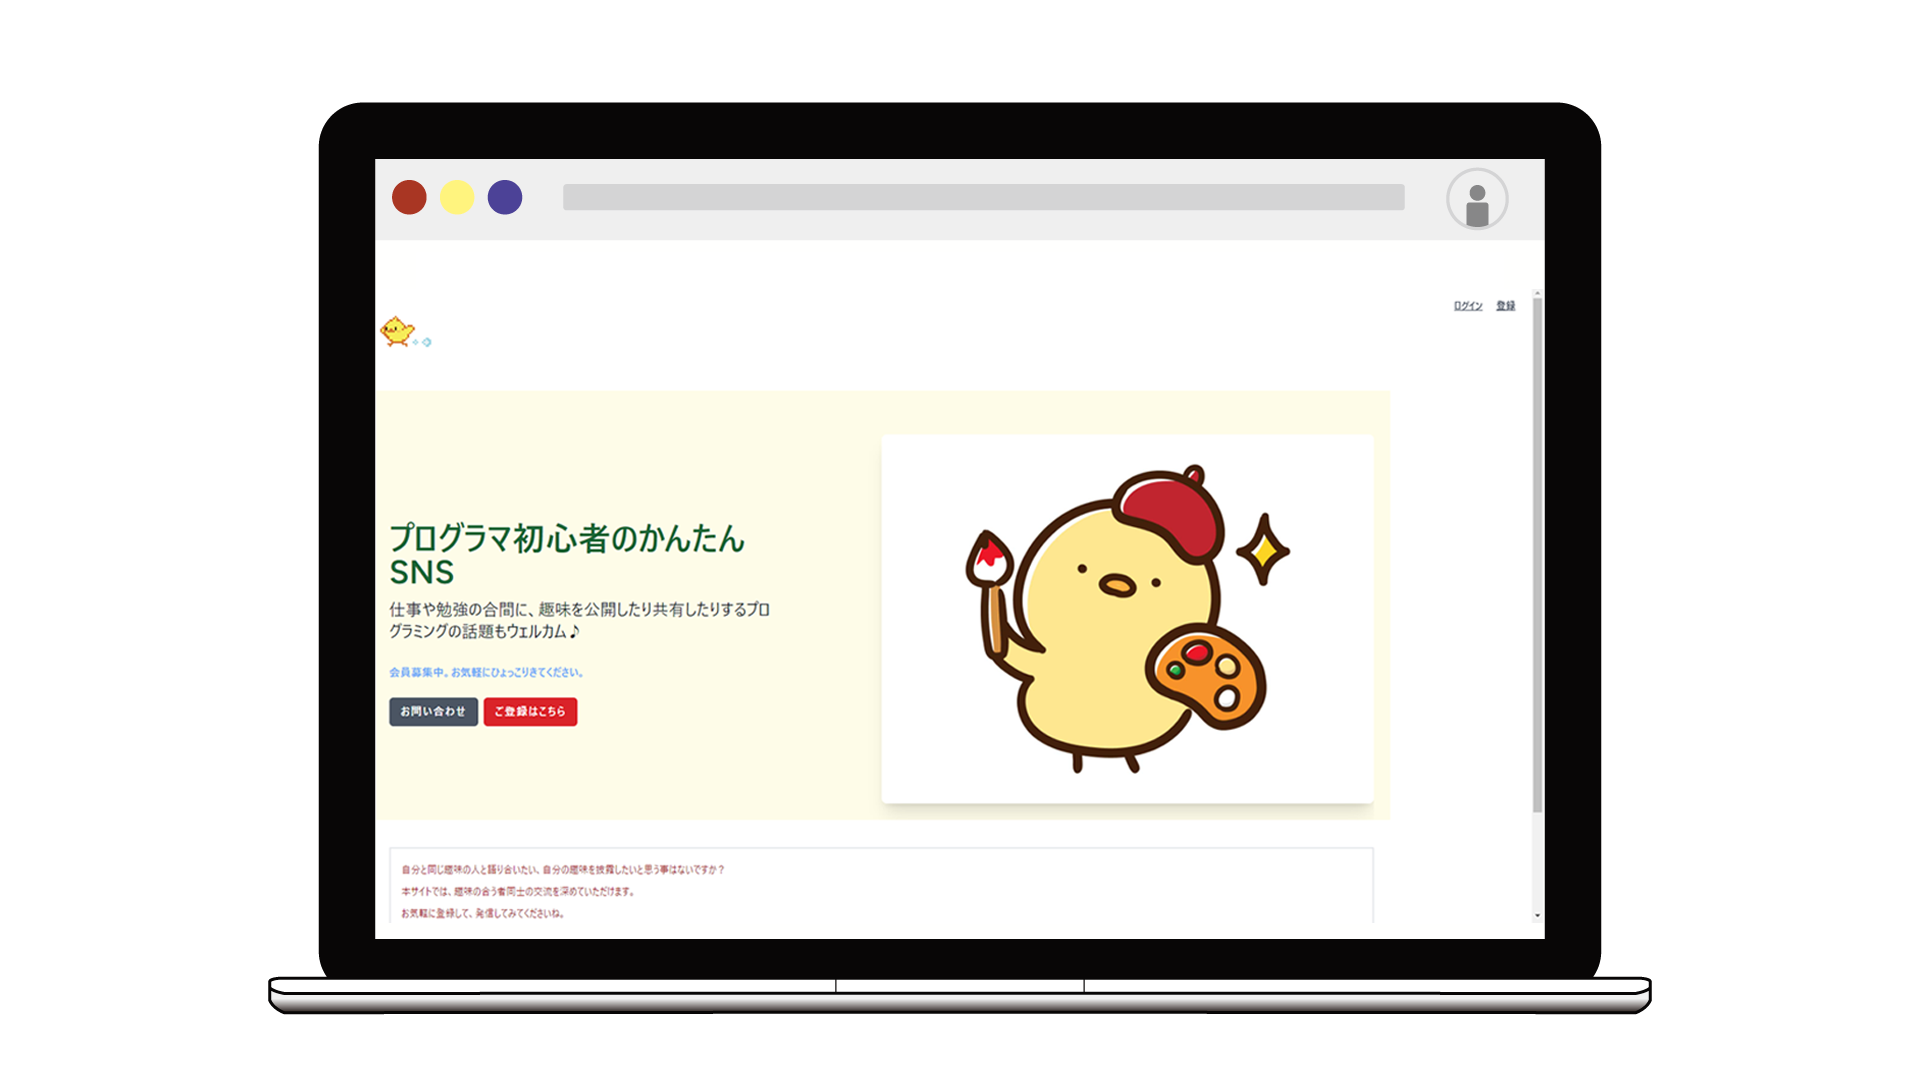 ログイン 登録
プログラマ初心者のかんたん
SNS
仕事や勉強の合間に、趣味を公開したり共有したりするプロ
グラミングの話題もウェルカム♪
会員募集中。お気軽にひょっこりきてください。
お問い合わせ ご登録はこちら
自分と同じ趣味の人と語り合いたい、自分の趣味を披露したいと思う事はないですか？
本サイトでは、趣味の合う者同士の交流を深めていただけます。
お気軽に登録して、発信してみてくださいね。